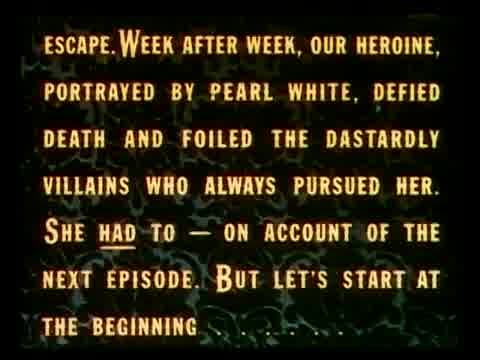 ESCAPE. WEEK AFTER WEEK, OUR HEROINE,
PORTRAYED BY PEARL WHITE, DEFIED
DEATH AND FOILED THE DASTARDLY
VILLAINS WHO ALWAYS PURSUED HER.
SHE HAD TO — ON ACCOUNT OF THE
NEXT EPISODE. BUT LET'S START AT
THE BEGINNING . . . . . .